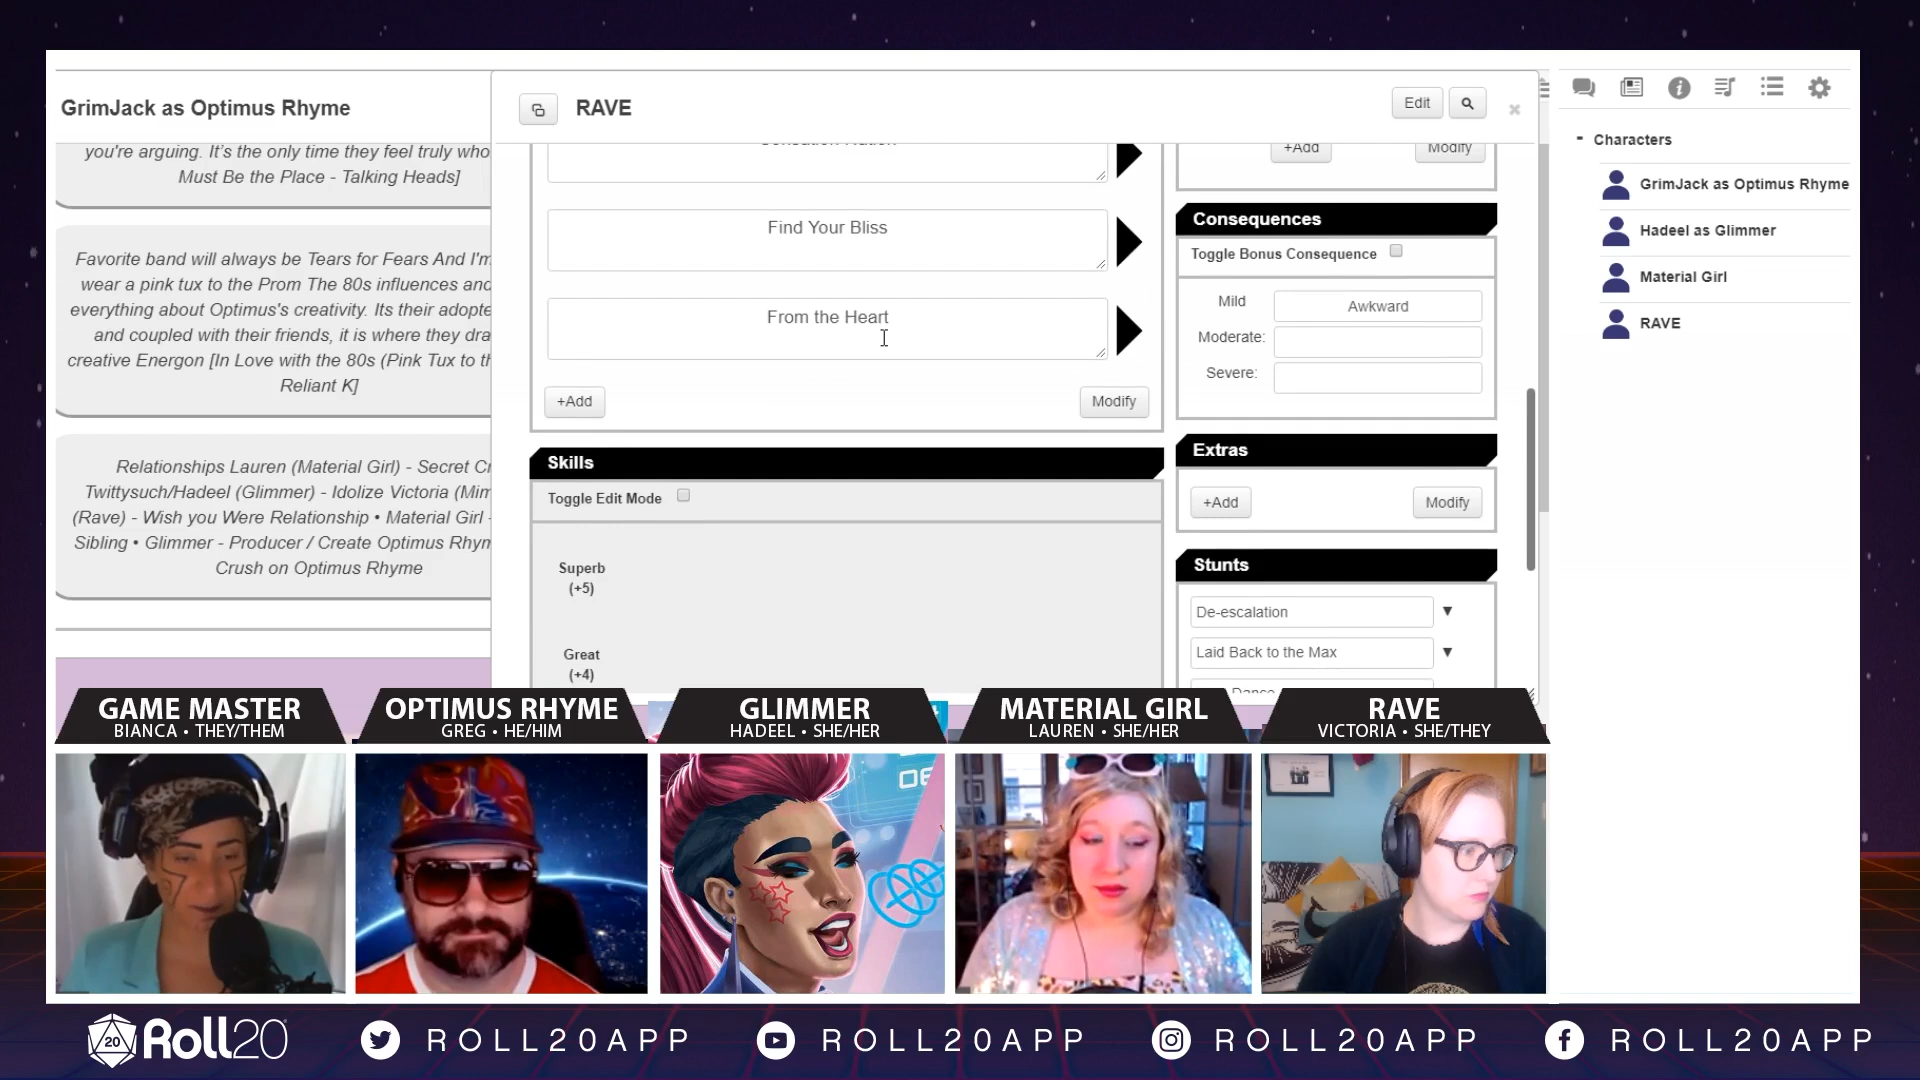 GrimJack as Optimus Rhyme
you're arguing. It's the only time they feel truly who
Must Be the Place - Talking Heads]
Favorite band will always be Tears for Fears And I'm
wear a pink tux to the Prom The 80s influences and
everything about Optimus's creativity. Its their adopte
and coupled with their friends, it is where they dra
creative Energon [In Love with the 80s (Pink Tux to th
Reliant K]
Relationships Lauren (Material Girl) - Secret Cr
Twittysuch/Hadeel (Glimmer) - Idolize Victoria (Mim
(Rave) - Wish you Were Relationship • Material Girl -
Sibling • Glimmer - Producer / Create Optimus Rhym
Crush on Optimus Rhyme
RAVE
Edit
Find Your Bliss
From the Heart
+Add
Modify
Skills
Toggle Edit Mode
Superb
(+5)
Great
(+4)
+Add
Modify
Consequences
Toggle Bonus Consequence
Mild
Awkward
Moderate:
Severe:
Extras
+Add
Modify
Stunts
De-escalation
Laid Back to the Max
Dance
Characters
GrimJack as Optimus Rhyme
Hadeel as Glimmer
Material Girl
RAVE
GAME MASTER
BIANCA • THEY/THEM
OPTIMUS RHYME
GREG • HE/HIM
GLIMMER
HADEEL • SHE/HER
MATERIAL GIRL
LAUREN • SHE/HER
RAVE
VICTORIA • SHE/THEY
20 Roll20
ROLL20APP
ROLL20APP
ROLL20APP
ROLL20APP